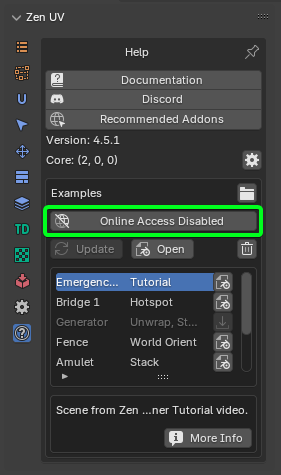 Zen UV
Help
Documentation
Discord
Recommended Addons
Version: 4.5.1
Core: (2, 0, 0)
Examples
Online Access Disabled
Update Open
Emergenc... Tutorial
Bridge 1 Hotspot
Generator Unwrap, St...
Fence World Orient
Amulet Stack
Scene from Zen ...ner Tutorial video.
More Info
TD